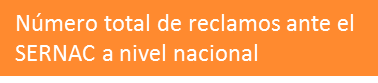 Número total de reclamos ante el
SERNAC a nivel nacional